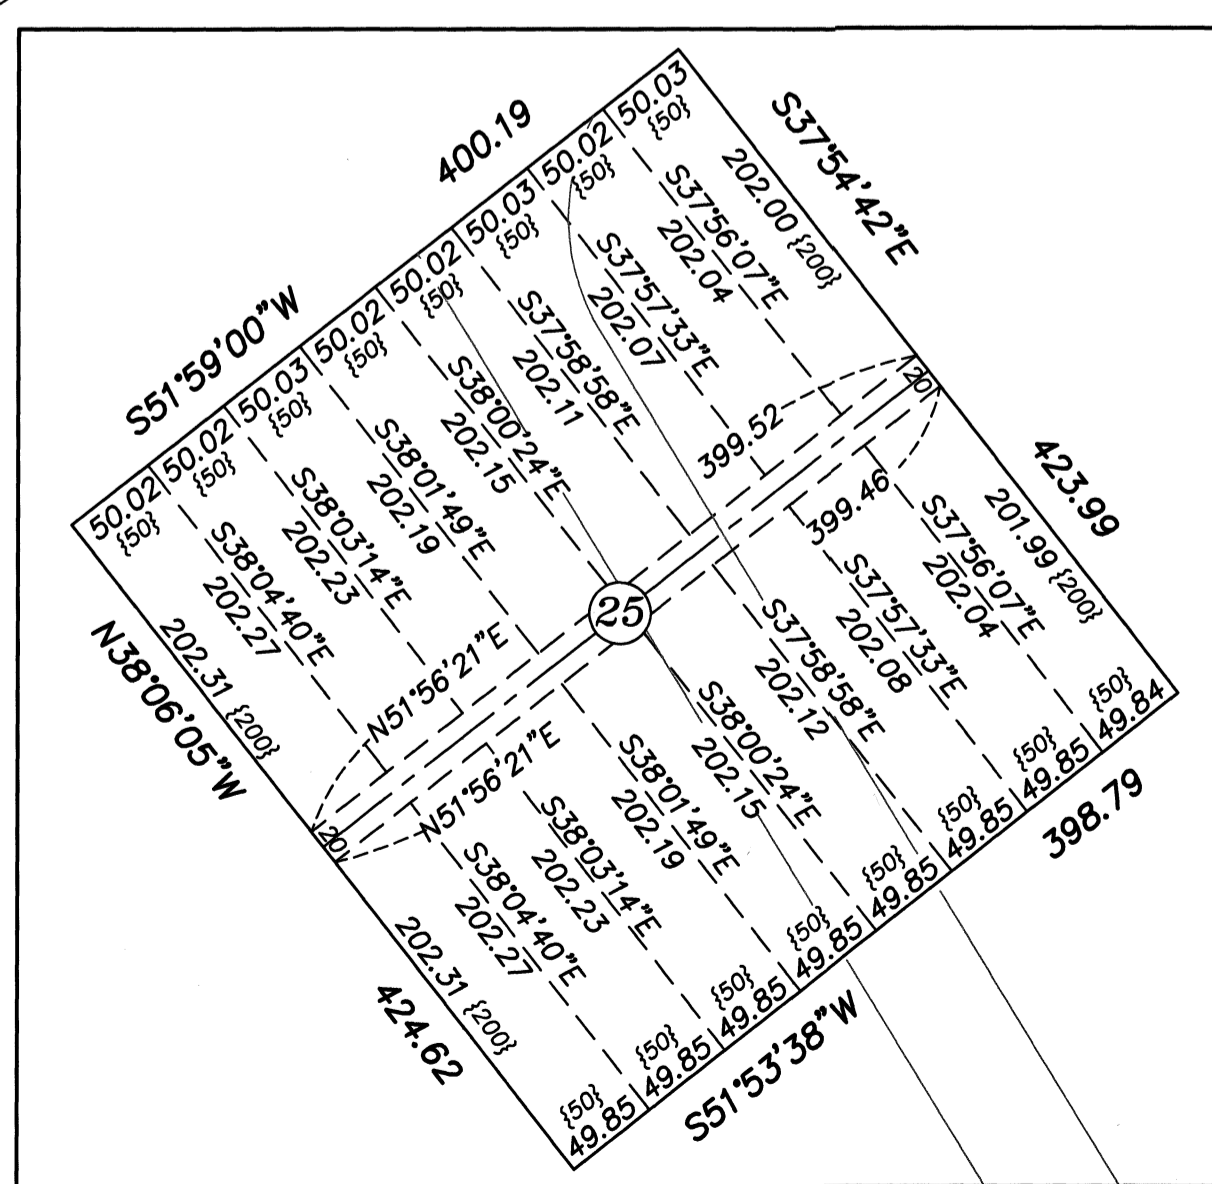 400.19
S51°59'00"W
S37°54'42"E
423.99
398.79
S51°53'38"W
424.62
N38°06'05"W
50.02
{50}
50.02
{50}
50.03
{50}
50.02
{50}
50.02
{50}
50.03
{50}
50.02
{50}
50.03
{50}
202.31 {200}
S38°04'40"E
202.27
S38°03'14"E
202.23
S38°01'49"E
202.19
S38°00'24"E
202.15
S37°58'58"E
202.11
S37°57'33"E
202.07
S37°56'07"E
202.04
202.00 {200}
20
399.52
399.46
N51°56'21"E
25
N51°56'21"E
20
202.31 {200}
S38°04'40"E
202.27
S38°03'14"E
202.23
S38°01'49"E
202.19
S38°00'24"E
202.15
S37°58'58"E
202.12
S37°57'33"E
202.08
S37°56'07"E
202.04
201.99 {200}
{50}
49.85
{50}
49.85
{50}
49.85
{50}
49.85
{50}
49.85
{50}
49.85
{50}
49.85
{50}
49.84